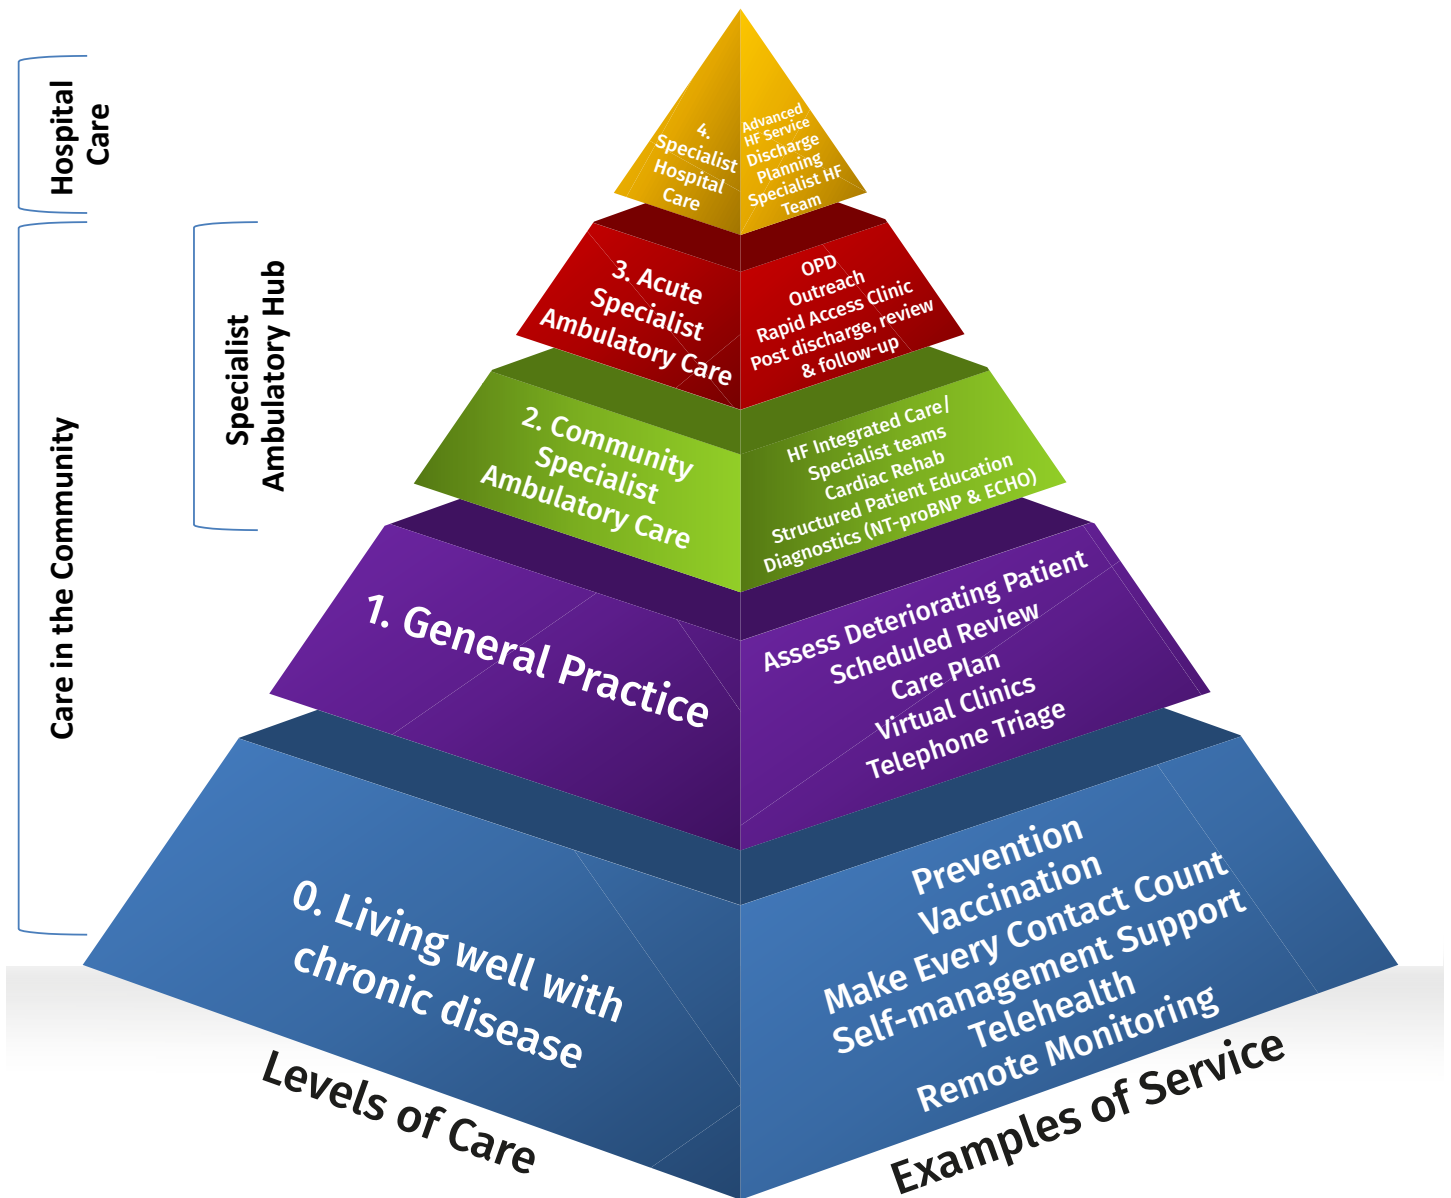 Hospital
Care
Specialist
Ambulatory Hub
Care in the Community
4.
Specialist
Hospital
Care
Advanced
HF Service
Discharge
Planning
Specialist HF
Team
3. Acute
Specialist
Ambulatory Care
OPD
Outreach
Rapid Access Clinic
Post discharge, review
& follow-up
2. Community
Specialist
Ambulatory Care
HF Integrated Care/
Specialist teams
Cardiac Rehab
Structured Patient Education
Diagnostics (NT-proBNP & ECHO)
1. General Practice
Assess Deteriorating Patient
Scheduled Review
Care Plan
Virtual Clinics
Telephone Triage
0. Living well with
chronic disease
Prevention
Vaccination
Make Every Contact Count
Self-management Support
Telehealth
Remote Monitoring
Levels of Care
Examples of Service